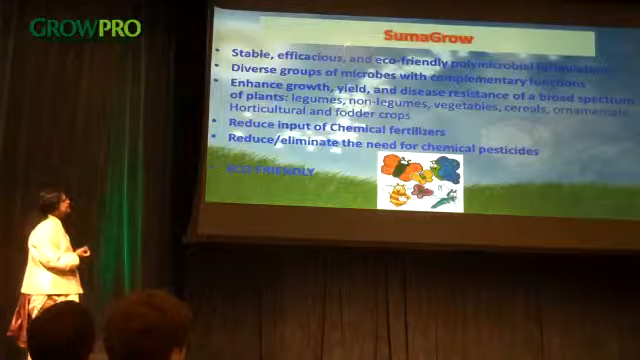 GROWPRO
SumaGrow
• Stable, efficacious, and eco-friendly polymicrobial formulation
• Diverse groups of microbes with complementary functions
• Enhance growth, yield, and disease resistance of a broad spectrum
of plants: legumes, non-legumes, vegetables, cereals, ornamentals,
Horticultural and fodder crops
• Reduce input of Chemical fertilizers
• Reduce/eliminate the need for chemical pesticides
• ECO-FRIENDLY